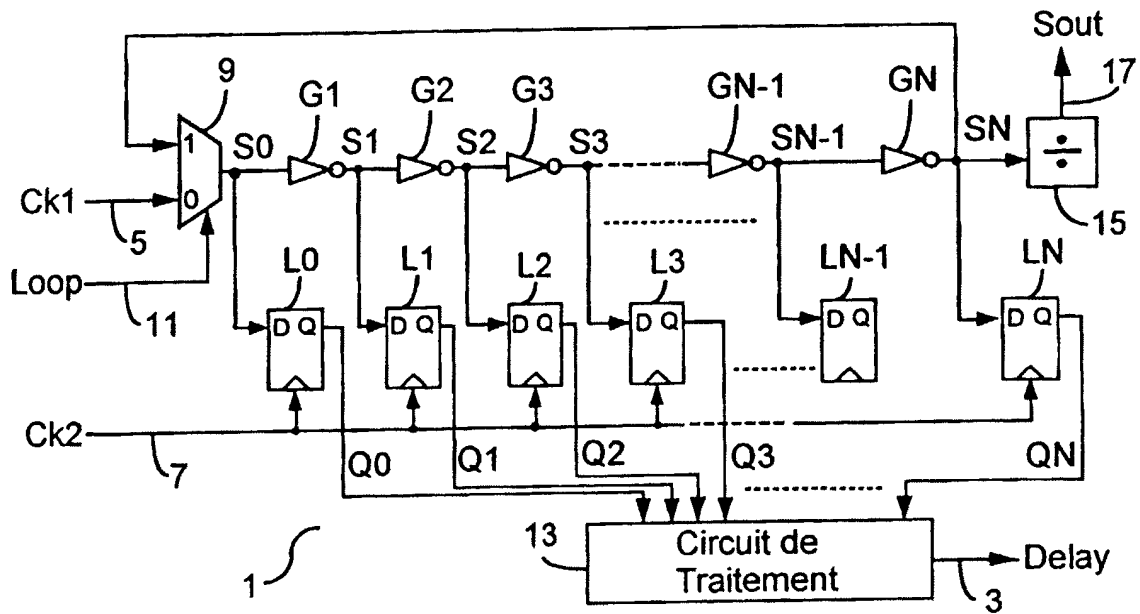 Sout
9
G1
G2
G3
GN-1
GN
17
1
S0
S1
S2
S3
SN-1
SN
÷
Ck1
0
5
15
Loop
11
L0
L1
L2
L3
LN-1
LN
D Q
D Q
D Q
D Q
D Q
D Q
Ck2
7
Q0
Q1
Q2
Q3
QN
1
13
Circuit de
Traitement
3
Delay